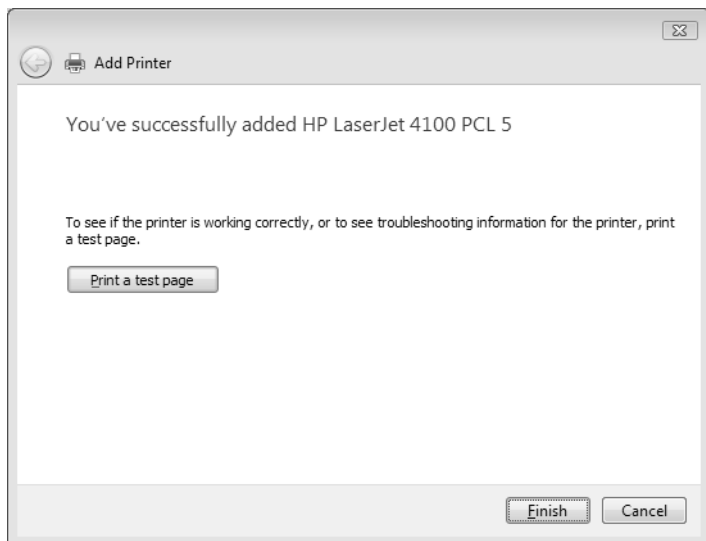 Add Printer
You've successfully added HP LaserJet 4100 PCL 5
To see if the printer is working correctly, or to see troubleshooting information for the printer, print
a test page.
Print a test page
Finish Cancel